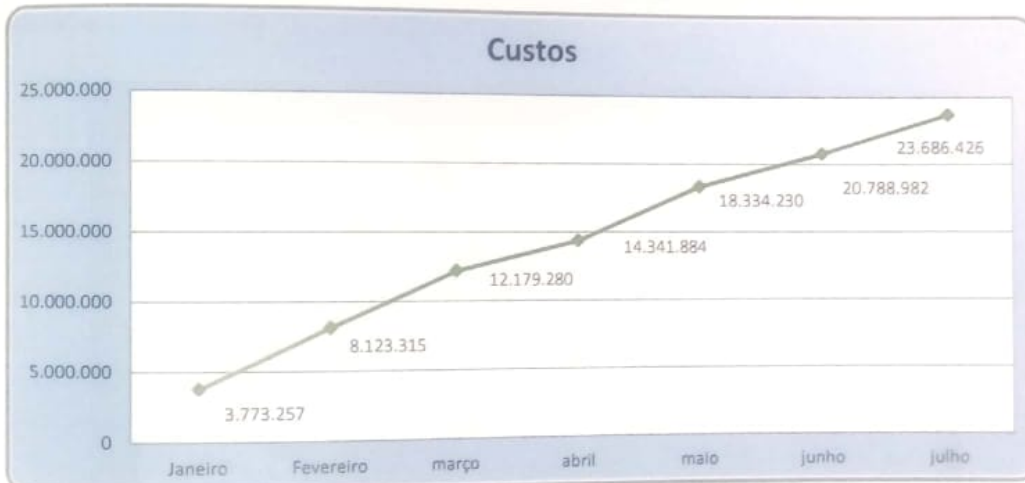 Custos
25.000.000
20.000.000
15.000.000
10.000.000
5.000.000
0
3.773.257
8.123.315
12.179.280
14.341.884
18.334.230
20.788.982
23.686.426
Janeiro
Fevereiro
março
abril
maio
junho
julho